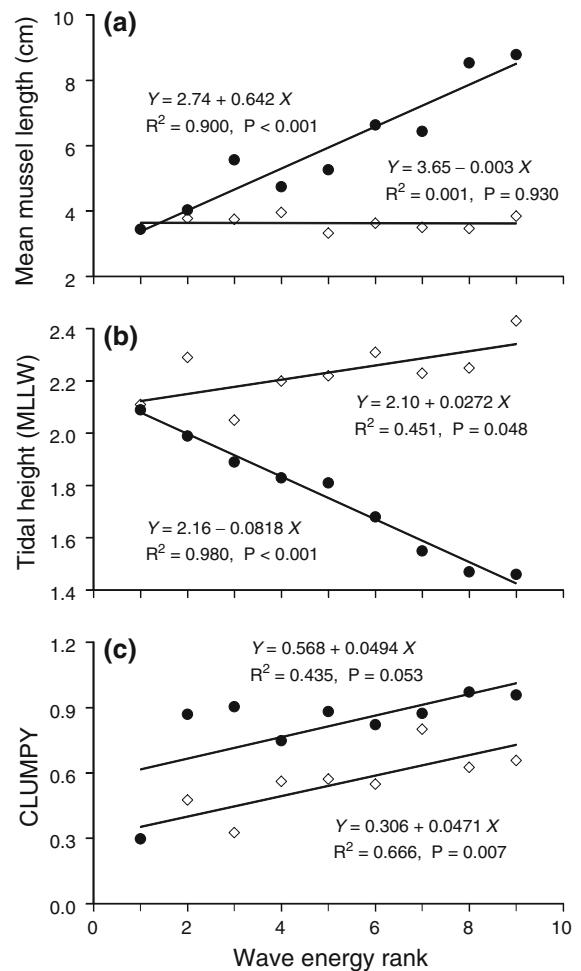 (a)
Mean mussel length (cm)
10
8
6
4
2
Y = 2.74 + 0.642 X
R² = 0.900, P < 0.001
Y = 3.65 – 0.003 X
R² = 0.001, P = 0.930
(b)
Tidal height (MLLW)
2.4
2.2
2.0
1.8
1.6
1.4
Y = 2.10 + 0.0272 X
R² = 0.451, P = 0.048
Y = 2.16 – 0.0818 X
R² = 0.980, P < 0.001
(c)
CLUMPY
1.2
0.9
0.6
0.3
0.0
Y = 0.568 + 0.0494 X
R² = 0.435, P = 0.053
Y = 0.306 + 0.0471 X
R² = 0.666, P = 0.007
0 2 4 6 8 10
Wave energy rank